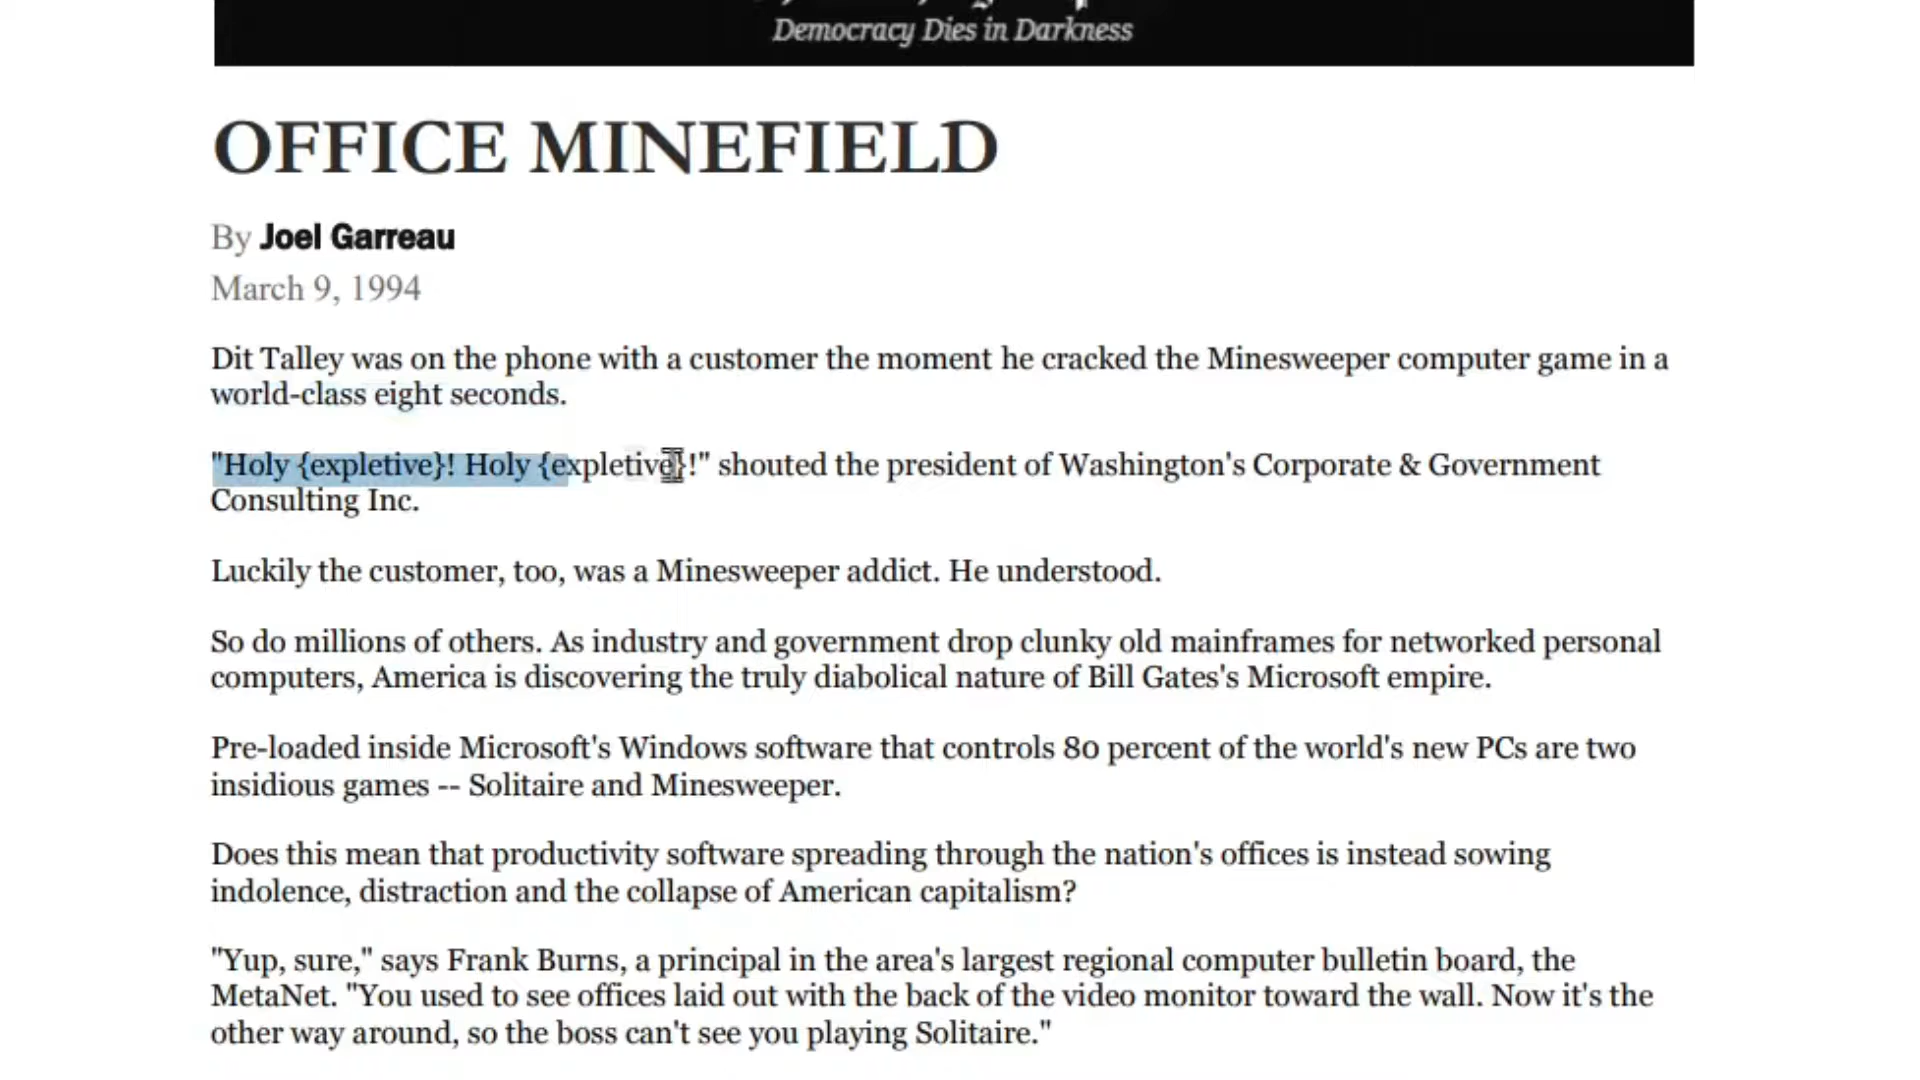 Democracy Dies in Darkness
OFFICE MINEFIELD
By Joel Garreau
March 9, 1994
Dit Talley was on the phone with a customer the moment he cracked the Minesweeper computer game in a
world-class eight seconds.
"Holy {expletive}! Holy {expletive}!" shouted the president of Washington's Corporate & Government
Consulting Inc.
Luckily the customer, too, was a Minesweeper addict. He understood.
So do millions of others. As industry and government drop clunky old mainframes for networked personal
computers, America is discovering the truly diabolical nature of Bill Gates's Microsoft empire.
Pre-loaded inside Microsoft's Windows software that controls 80 percent of the world's new PCs are two
insidious games -- Solitaire and Minesweeper.
Does this mean that productivity software spreading through the nation's offices is instead sowing
indolence, distraction and the collapse of American capitalism?
"Yup, sure," says Frank Burns, a principal in the area's largest regional computer bulletin board, the
MetaNet. "You used to see offices laid out with the back of the video monitor toward the wall. Now it's the
other way around, so the boss can't see you playing Solitaire."